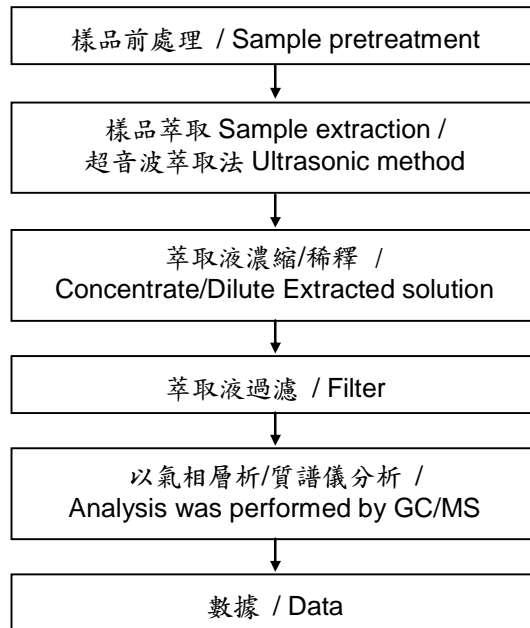 樣品前處理 / Sample pretreatment
樣品萃取 Sample extraction /
超音波萃取法 Ultrasonic method
萃取液濃縮/稀釋 /
Concentrate/Dilute Extracted solution
萃取液過濾 / Filter
以氣相層析/質譜儀分析 /
Analysis was performed by GC/MS
數據 / Data